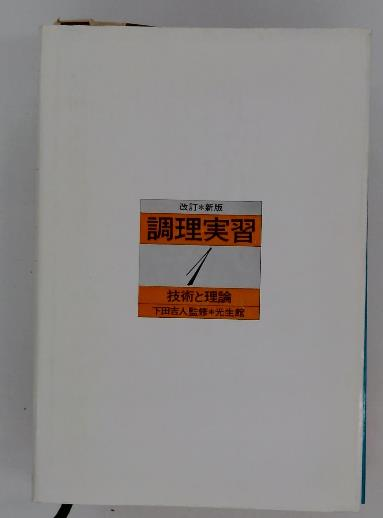 改訂*新版
調理実習
1
技術と理論
下田吉人監修*光生館